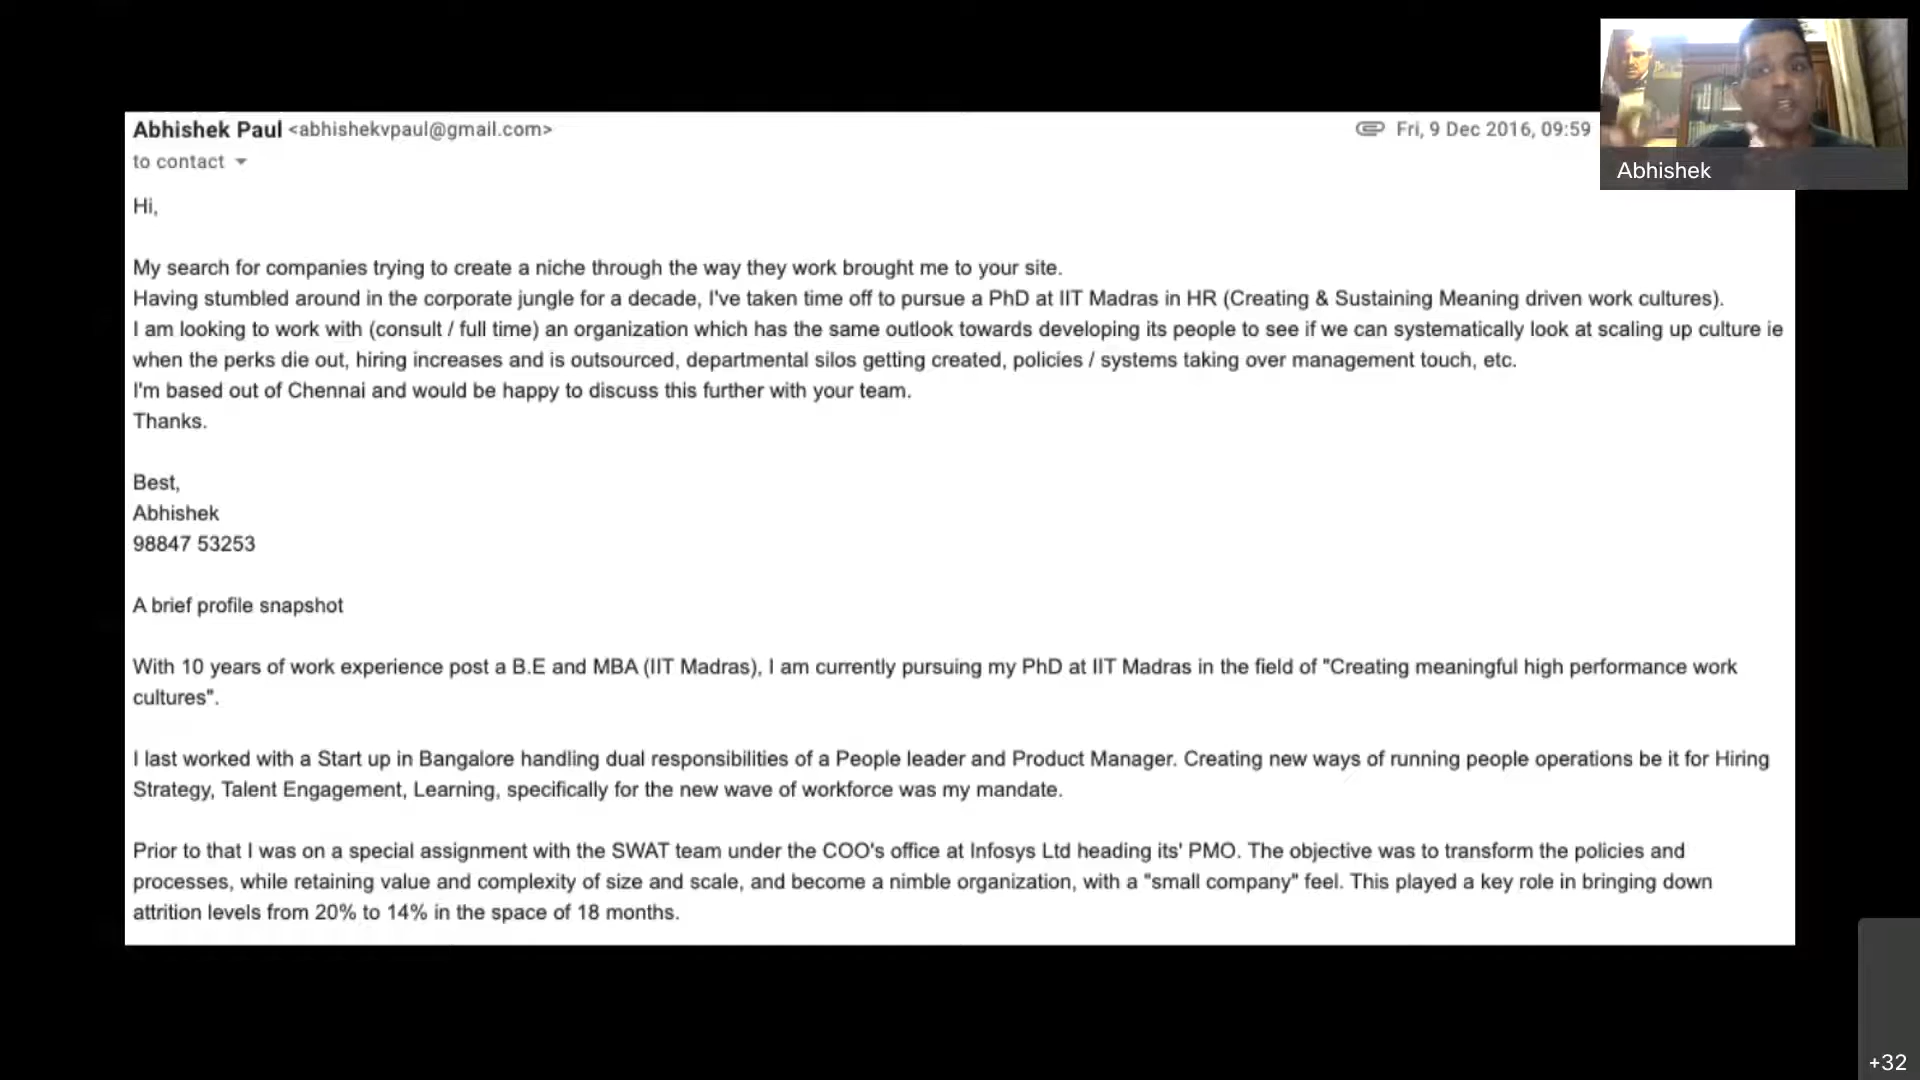 Abhishek Paul <abhishekvpaul@gmail.com>
Fri, 9 Dec 2016, 09:59
to contact
Hi,
My search for companies trying to create a niche through the way they work brought me to your site.
Having stumbled around in the corporate jungle for a decade, I've taken time off to pursue a PhD at IIT Madras in HR (Creating & Sustaining Meaning driven work cultures).
I am looking to work with (consult / full time) an organization which has the same outlook towards developing its people to see if we can systematically look at scaling up culture ie
when the perks die out, hiring increases and is outsourced, departmental silos getting created, policies / systems taking over management touch, etc.
I'm based out of Chennai and would be happy to discuss this further with your team.
Thanks.
Best,
Abhishek
98847 53253
A brief profile snapshot
With 10 years of work experience post a B.E and MBA (IIT Madras), I am currently pursuing my PhD at IIT Madras in the field of "Creating meaningful high performance work
cultures".
I last worked with a Start up in Bangalore handling dual responsibilities of a People leader and Product Manager. Creating new ways of running people operations be it for Hiring
Strategy, Talent Engagement, Learning, specifically for the new wave of workforce was my mandate.
Prior to that I was on a special assignment with the SWAT team under the COO's office at Infosys Ltd heading its' PMO. The objective was to transform the policies and
processes, while retaining value and complexity of size and scale, and become a nimble organization, with a "small company" feel. This played a key role in bringing down
attrition levels from 20% to 14% in the space of 18 months.
Abhishek
+32